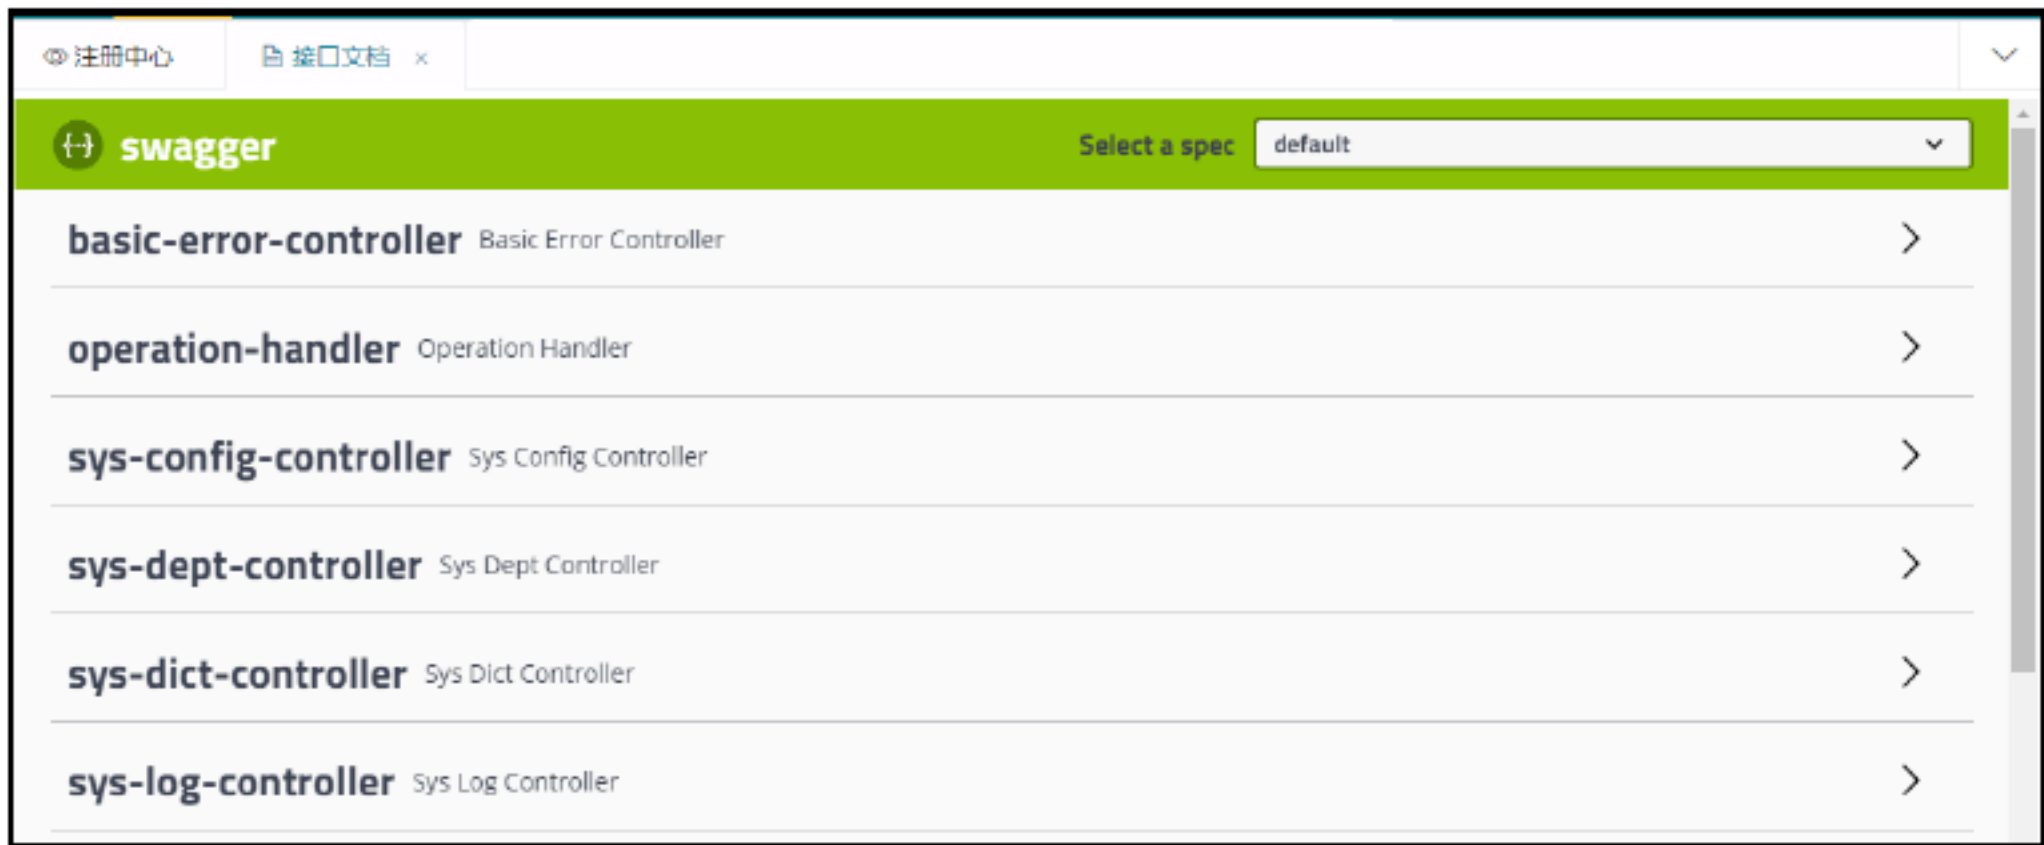 注册中心 接口文档 ×
{···} swagger Select a spec default
basic-error-controller Basic Error Controller
operation-handler Operation Handler
sys-config-controller Sys Config Controller
sys-dept-controller Sys Dept Controller
sys-dict-controller Sys Dict Controller
sys-log-controller Sys Log Controller